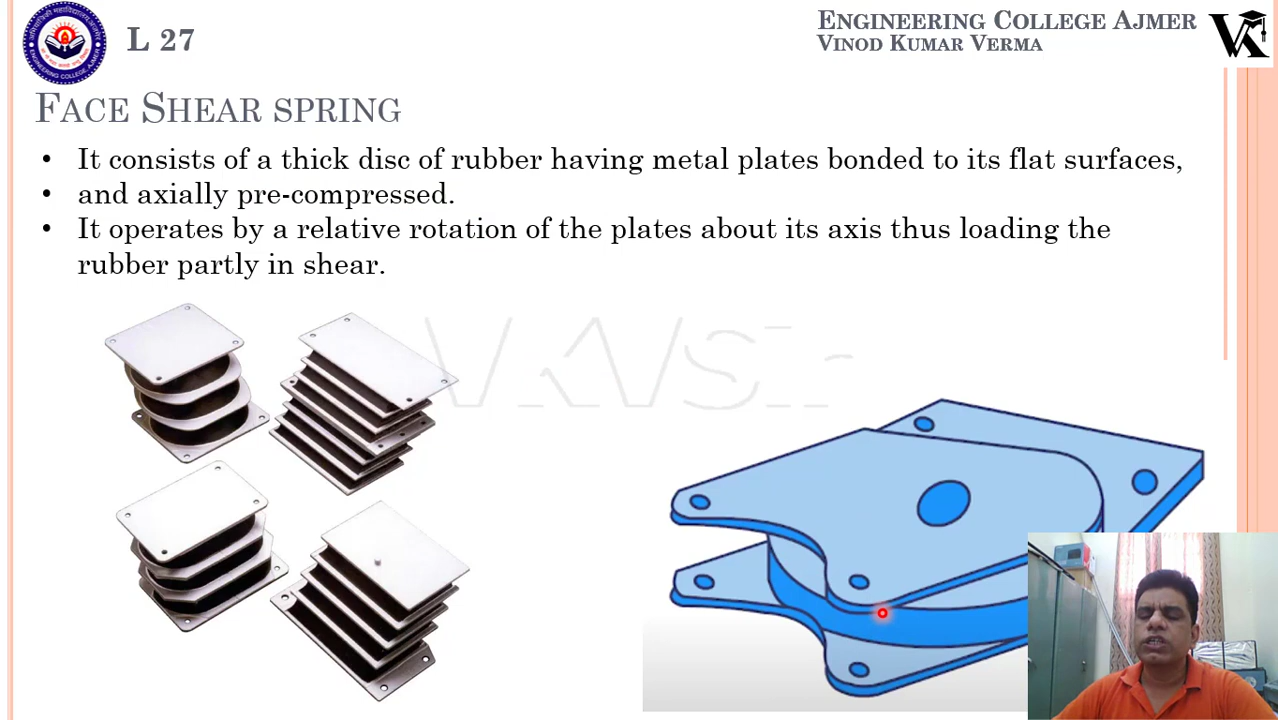 L 27
ENGINEERING COLLEGE AJMER
VINOD KUMAR VERMA
FACE SHEAR SPRING
• It consists of a thick disc of rubber having metal plates bonded to its flat surfaces,
• and axially pre-compressed.
• It operates by a relative rotation of the plates about its axis thus loading the
rubber partly in shear.
VKVSir